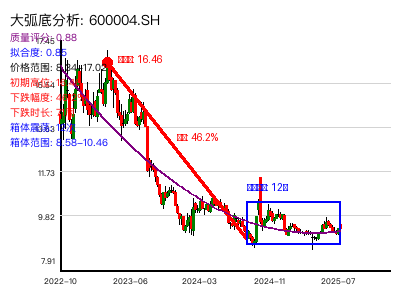 大弧底分析: 600004.SH
质量评分: 0.88
拟合度: 0.85
价格范围: 8.34-17.02
初期高位:
下跌幅度:
下跌时长:
箱体震荡:
箱体范围: 8.58-10.46
16.46
46.2%
12
11.73
9.82
7.91
2022-10
2023-06
2024-03
2024-11
2025-07